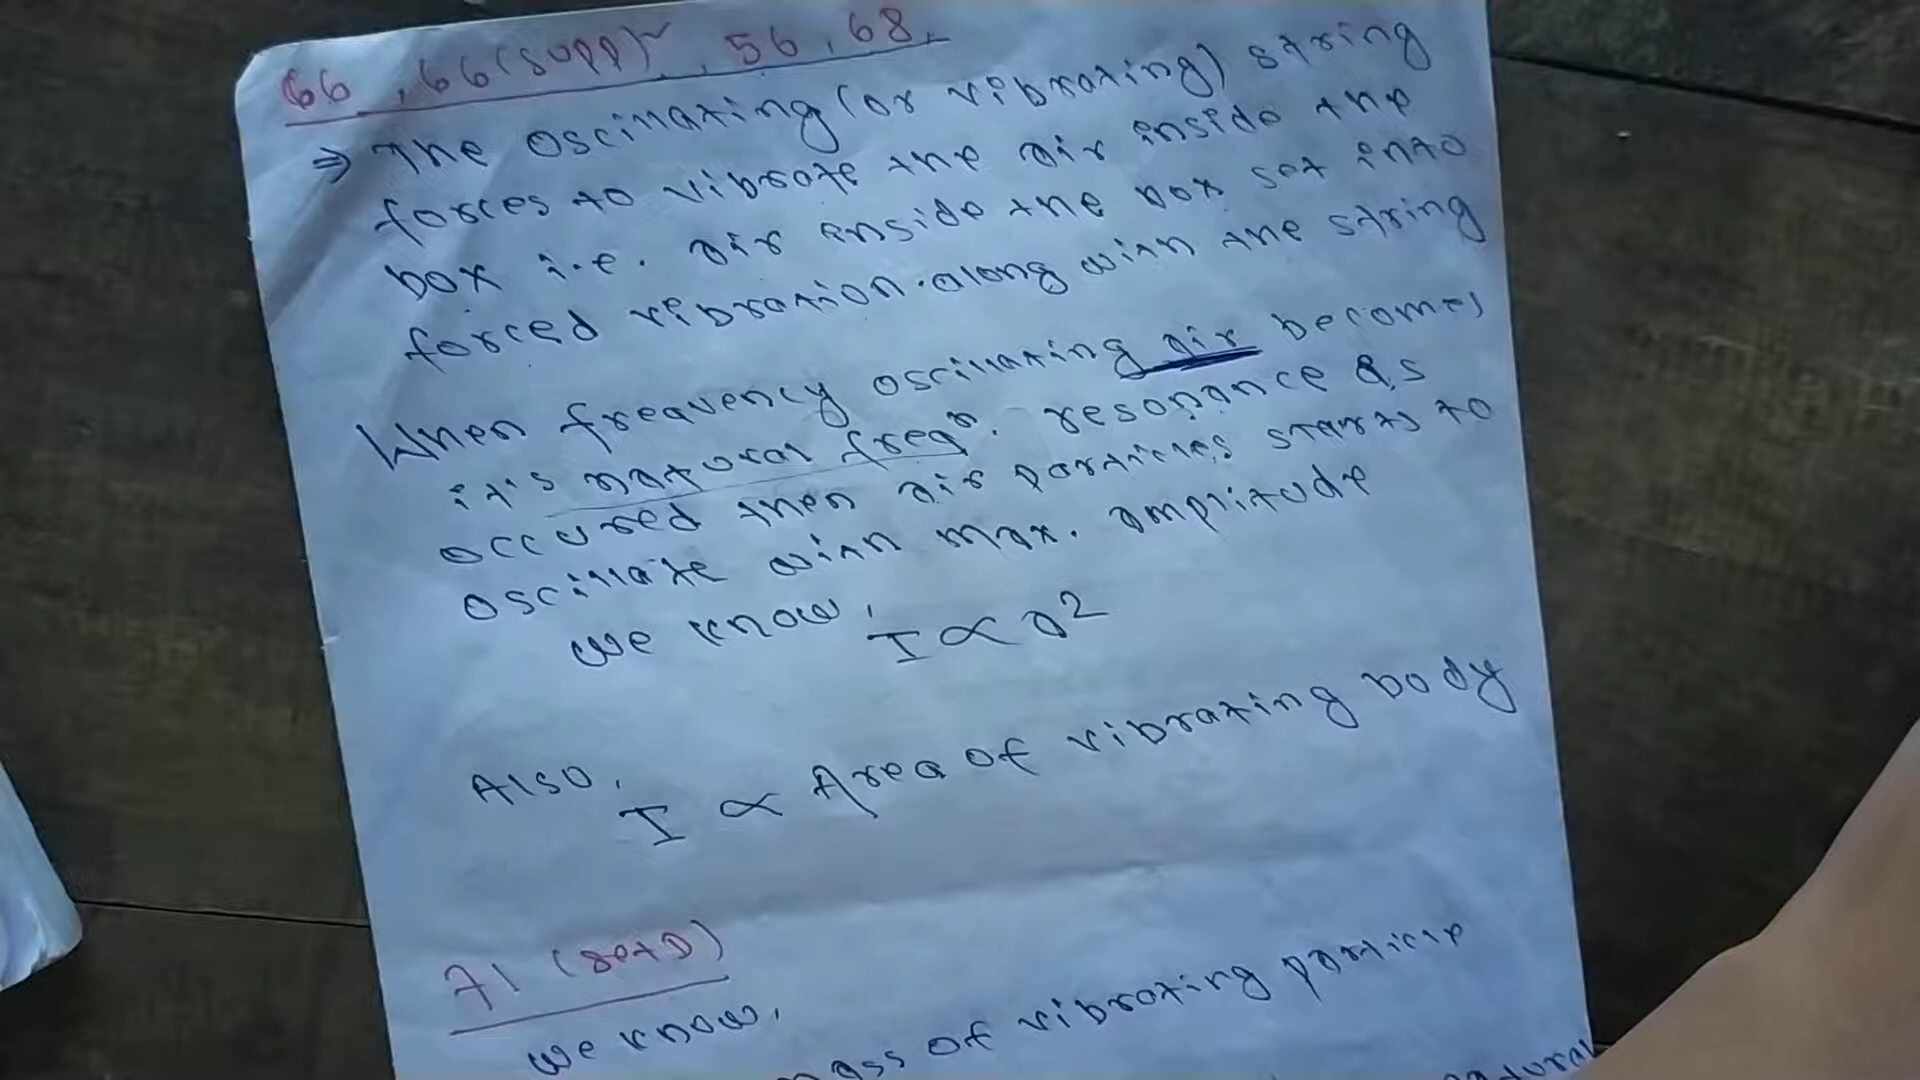 66, 66(supp), 56, 68,
⇒ The oscillating (or vibrating) string
forces to vibrate the air inside the
box i.e. air inside the box set into
forced vibration. along with the string
When frequency oscillating air becomes
it's natural freqn. resonance is
occured then air particles starts to
oscillate with max. amplitude
we know,
I ∝ a²
Also,
I ∝ Area of vibrating body
71 (set D)
we know,
mass of vibrating particle